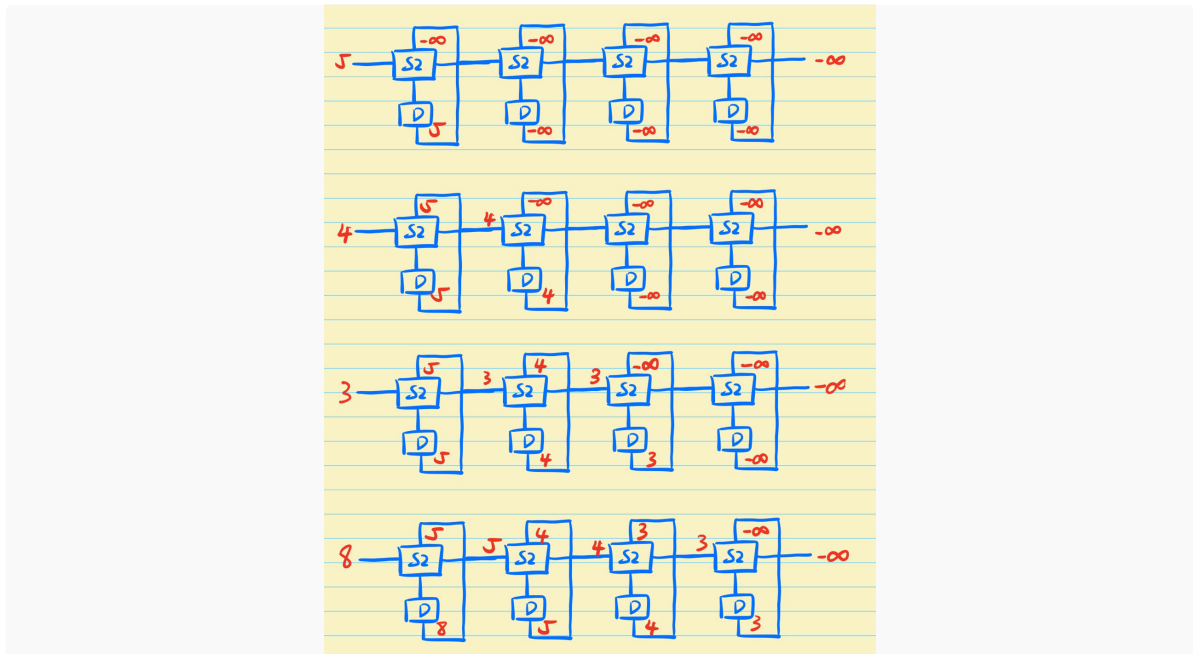 -∞ -∞ -∞ -∞
5 S2 S2 S2 S2 -∞
D D D D
5 -∞ -∞ -∞
5 -∞ -∞ -∞
4 S2 4 S2 S2 S2 -∞
D D D D
5 4 -∞ -∞
5 4 -∞ -∞
3 S2 3 S2 3 S2 S2 -∞
D D D D
5 4 3 -∞
5 4 3 -∞
8 S2 5 S2 4 S2 3 S2 -∞
D D D D
8 5 4 3